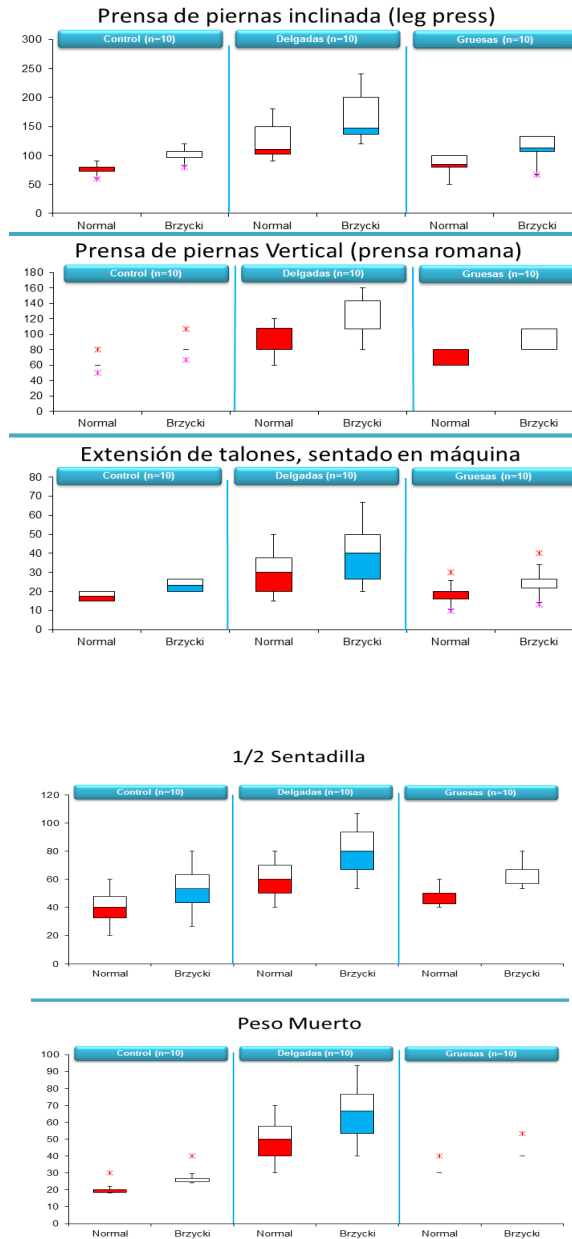 Prensa de piernas inclinada (leg press)
Control (n=10) Delgadas (n=10) Gruesas (n=10)
300
250
200
150
100
50
0
Normal Brzycki Normal Brzycki Normal Brzycki
Prensa de piernas Vertical (prensa romana)
Control (n=10) Delgadas (n=10) Gruesas (n=10)
180
160
140
120
100
80
60
40
20
0
Normal Brzycki Normal Brzycki Normal Brzycki
Extensión de talones, sentado en máquina
Control (n=10) Delgadas (n=10) Gruesas (n=10)
80
70
60
50
40
30
20
10
0
Normal Brzycki Normal Brzycki Normal Brzycki
1/2 Sentadilla
Control (n=10) Delgadas (n=10) Gruesas (n=10)
120
100
80
60
40
20
0
Normal Brzycki Normal Brzycki Normal Brzycki
Peso Muerto
Control (n=10) Delgadas (n=10) Gruesas (n=10)
100
90
80
70
60
50
40
30
20
10
0
Normal Brzycki Normal Brzycki Normal Brzycki